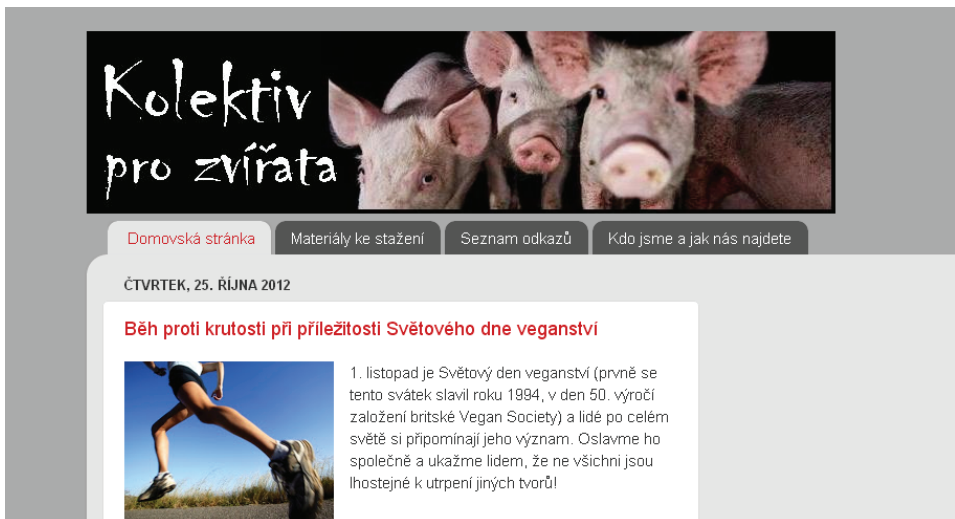 Kolektiv
pro zvířata
Domovská stránka
Materiály ke stažení
Seznam odkazů
Kdo jsme a jak nás najdete
ČTVRTEK, 25. ŘÍJNA 2012
Běh proti krutosti při příležitosti Světového dne veganství
1. listopad je Světový den veganství (prvně se
tento svátek slavil roku 1994, v den 50. výročí
založení britské Vegan Society) a lidé po celém
světě si připomínají jeho význam. Oslavme ho
společně a ukažme lidem, že ne všichni jsou
lhostejné k utrpení jiných tvorů!